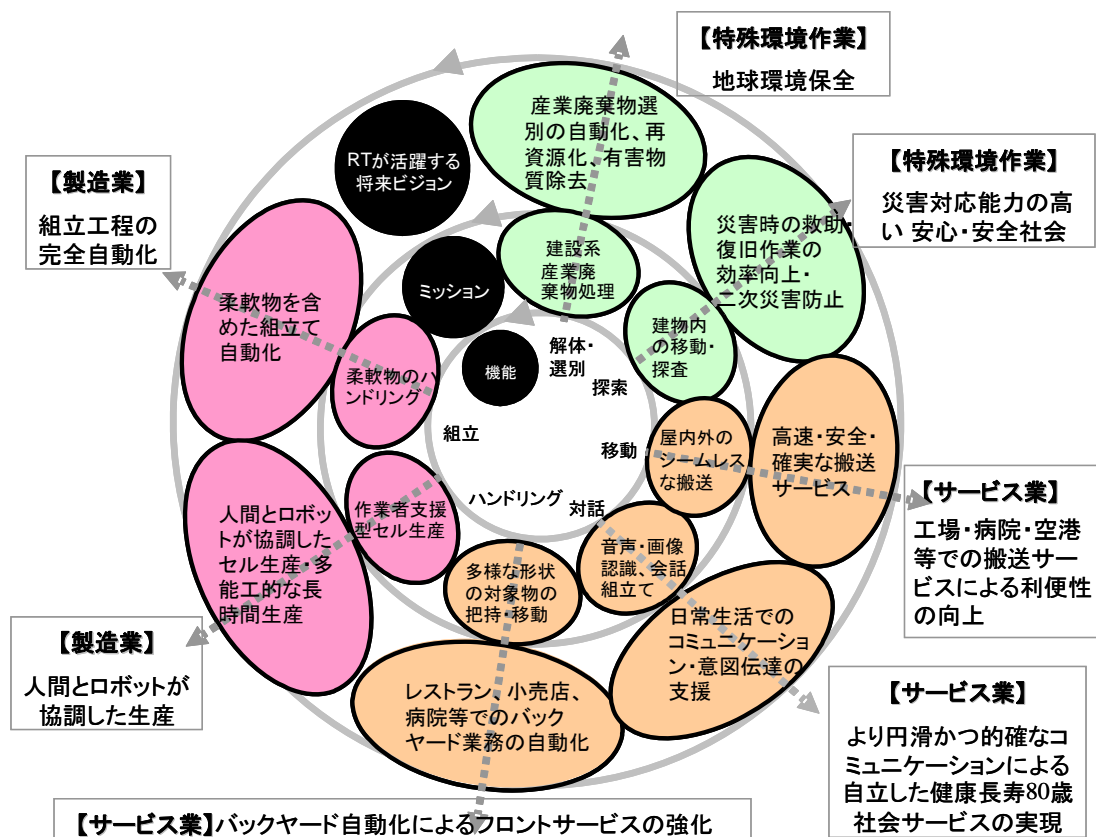 【特殊環境作業】
地球環境保全
産業廃棄物選
別の自動化、再
資源化、有害物
質除去
RTが活躍する
将来ビジョン
【特殊環境作業】
災害対応能力の高
い 安心・安全社会
【製造業】
組立工程の
完全自動化
災害時の救助・
復旧作業の
効率向上・
二次災害防止
建設系
産業廃
棄物処理
ミッション
柔軟物を含
めた組立て
自動化
建物内
の移動・
探査
解体・
選別
機能
柔軟物のハ
ンドリング
探索
組立
移動
屋内外の
シームレス
な搬送
高速・安全・
確実な搬送
サービス
【サービス業】
工場・病院・空港
等での搬送サー
ビスによる利便性
の向上
ハンドリング
対話
作業者支援
型セル生産
人間とロボッ
トが協調した
セル生産・多
能工的な長
時間生産
音声・画像
認識、会話
組立て
多様な形状
の対象物の
把持・移動
日常生活での
コミュニケーショ
ン・意図伝達の
支援
【製造業】
人間とロボットが
協調した生産
レストラン、小売店、
病院等でのバック
ヤード業務の自動化
【サービス業】
より円滑かつ的確なコ
ミュニケーションによる
自立した健康長寿80歳
社会サービスの実現
【サービス業】バックヤード自動化によるフロントサービスの強化